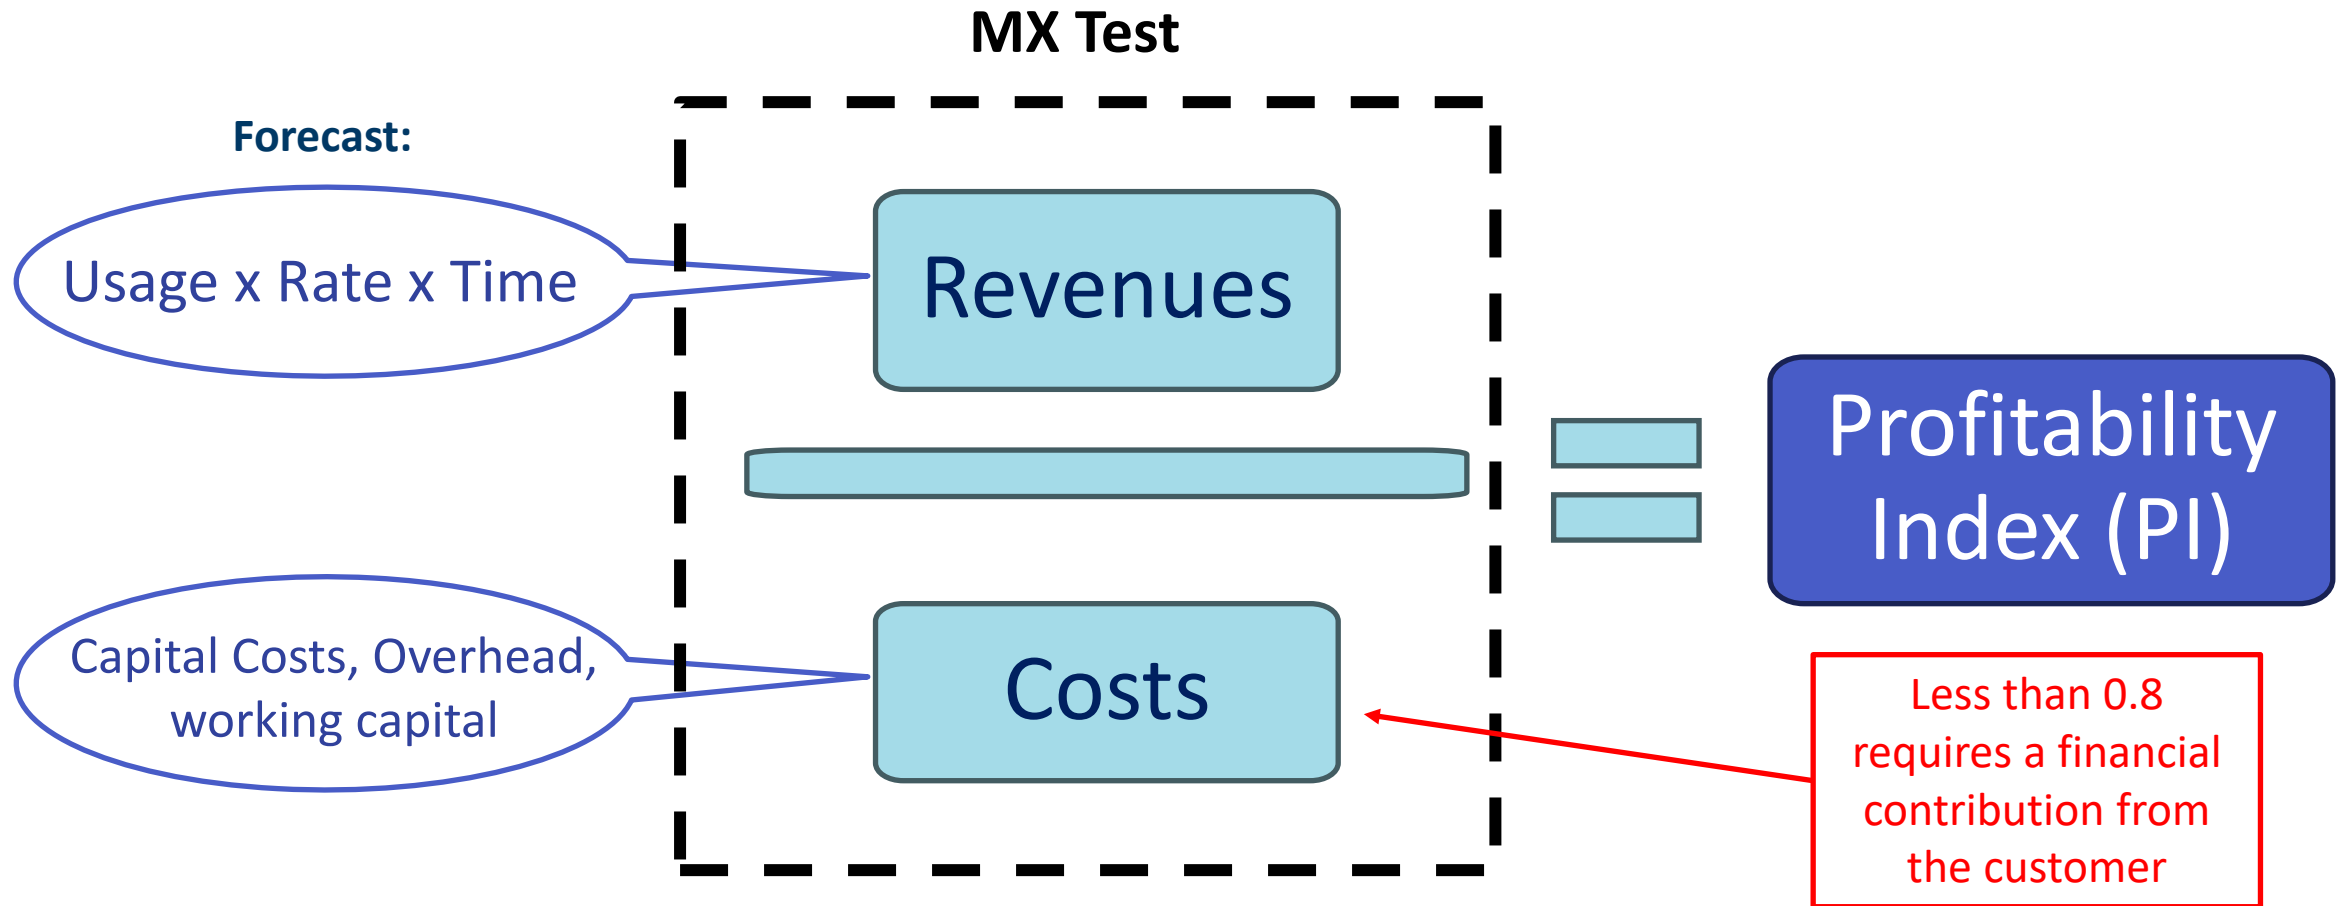 MX Test
Forecast:
Usage x Rate x Time
Revenues
Profitability
Index (PI)
Capital Costs, Overhead,
working capital
Costs
Less than 0.8
requires a financial
contribution from
the customer